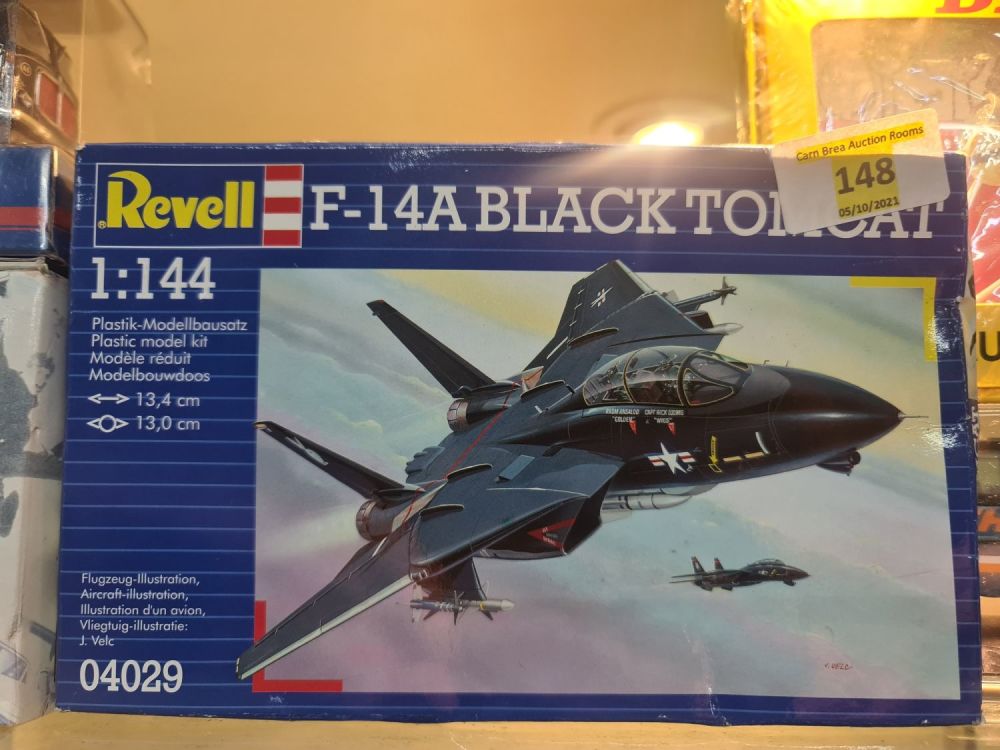 Carn Brea Auction Rooms
148
05/10/2021
Revell
F-14A BLACK TOMCAT
1:144
Plastik-Modellbausatz
Plastic model kit
Modèle réduit
Modelbouwdoos
13,4 cm
13,0 cm
Flugzeug-Illustration,
Aircraft-illustration,
Illustration d'un avion,
Vliegtuig-illustratie:
J. Velc
04029
J. VELC